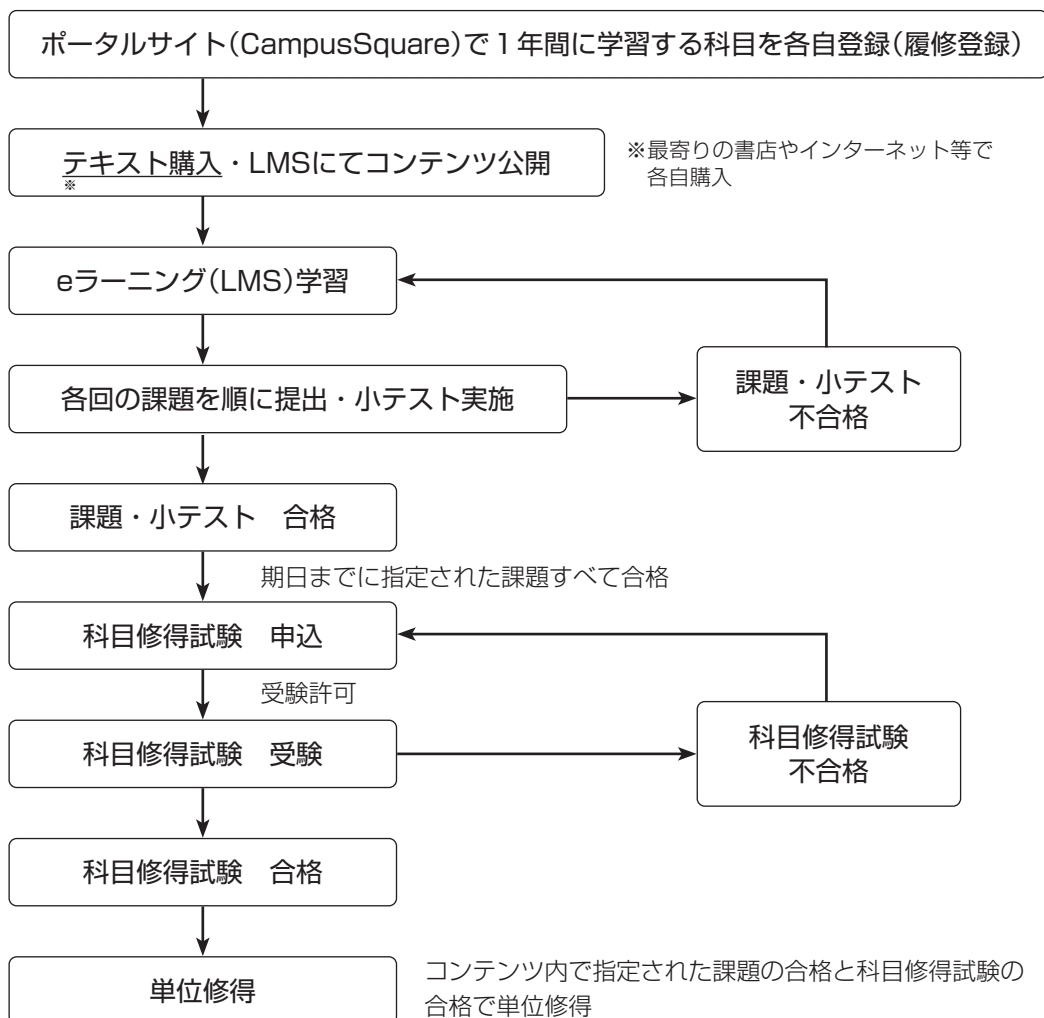 ポータルサイト(CampusSquare)で1年間に学習する科目を各自登録(履修登録)
テキスト購入・LMSにてコンテンツ公開
※
※最寄りの書店やインターネット等で
各自購入
eラーニング(LMS)学習
各回の課題を順に提出・小テスト実施
課題・小テスト
不合格
課題・小テスト　合格
期日までに指定された課題すべて合格
科目修得試験　申込
受験許可
科目修得試験　受験
科目修得試験
不合格
科目修得試験　合格
単位修得
コンテンツ内で指定された課題の合格と科目修得試験の
合格で単位修得